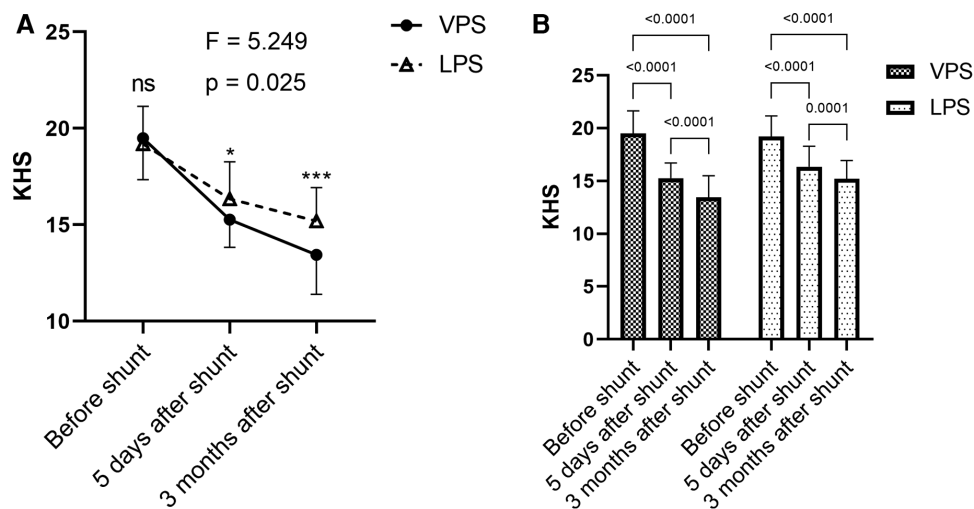 A
25
20
15
10
KHS
ns
F = 5.249
p = 0.025
*
***
VPS
LPS
Before shunt
5 days after shunt
3 months after shunt
B
25
20
15
10
5
0
KHS
<0.0001
<0.0001
<0.0001
<0.0001
<0.0001
0.0001
VPS
LPS
Before shunt
5 days after shunt
3 months after shunt
Before shunt
5 days after shunt
3 months after shunt